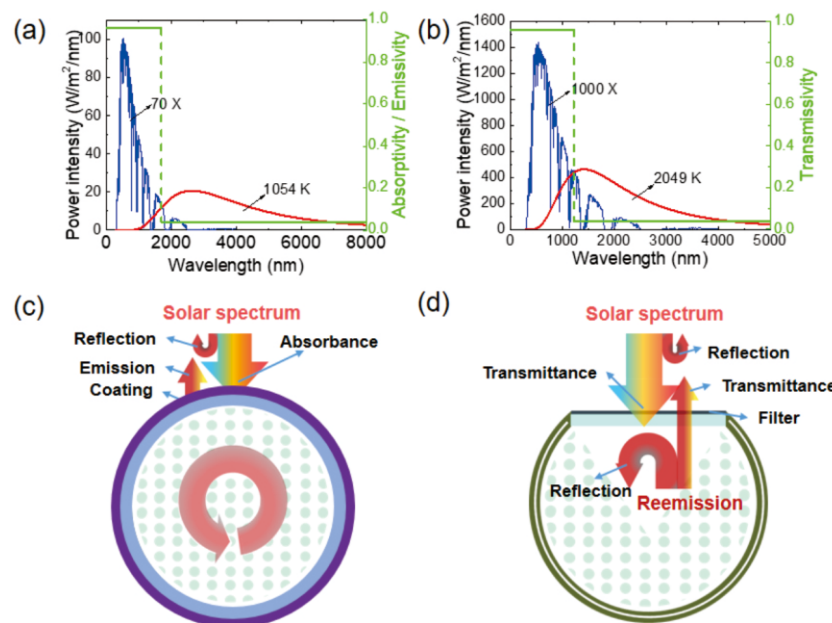 (a)
Power intensity (W/m²/nm)
100
80
60
40
20
0
70 X
1054 K
0
2000
4000
6000
8000
Wavelength (nm)
1.0
0.8
0.6
0.4
0.2
0.0
Absorptivity / Emissivity
(b)
Power intensity (W/m²/nm)
1600
1400
1200
1000
800
600
400
200
0
1000 X
2049 K
0
1000
2000
3000
4000
5000
Wavelength (nm)
1.0
0.8
0.6
0.4
0.2
0.0
Transmissivity
(c)
Solar spectrum
Reflection
Absorbance
Emission
Coating
(d)
Solar spectrum
Reflection
Transmittance
Transmittance
Filter
Reflection
Reemission